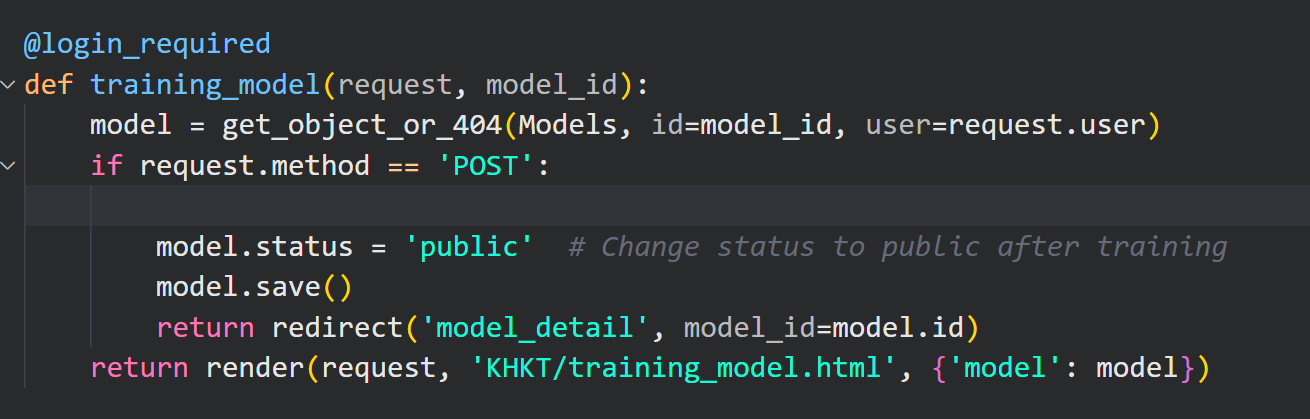 @login_required
def training_model(request, model_id):
    model = get_object_or_404(Models, id=model_id, user=request.user)
    if request.method == 'POST':
        model.status = 'public'  # Change status to public after training
        model.save()
        return redirect('model_detail', model_id=model.id)
    return render(request, 'KHKT/training_model.html', {'model': model})